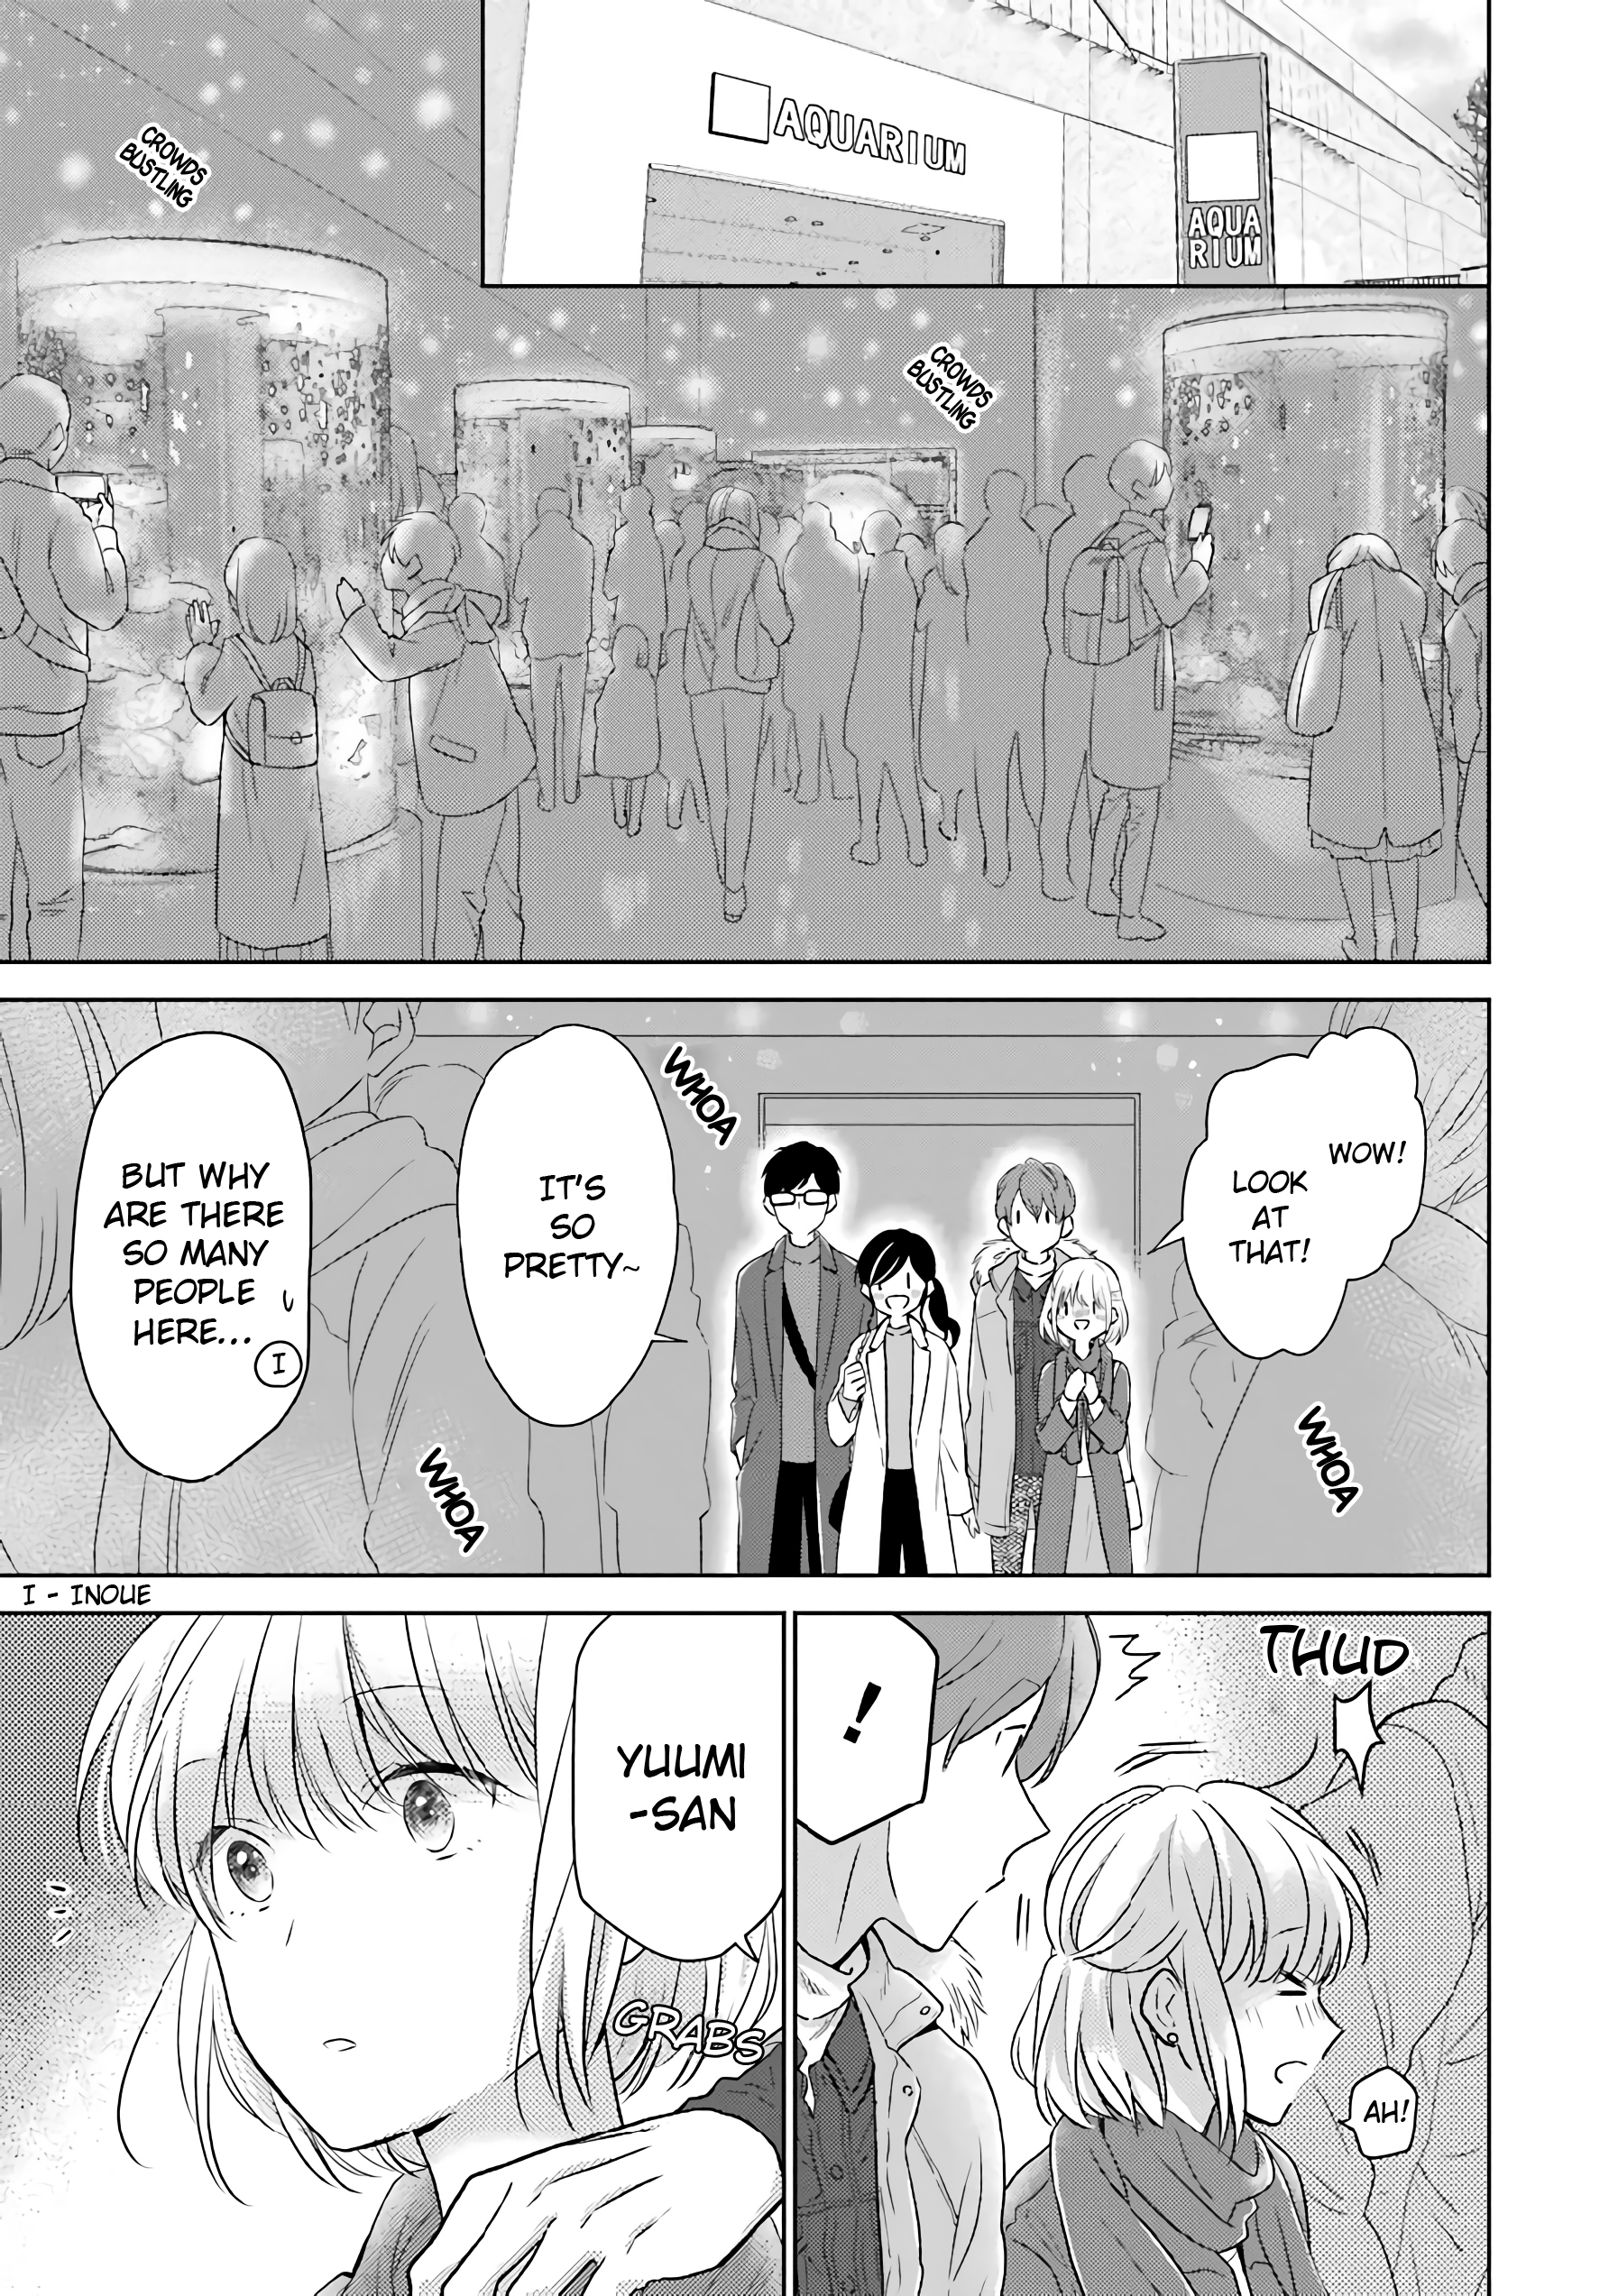 AQUARIUM
AQUA
RIUM
CROWDS
BUSTLING
CROWDS
BUSTLING
WOW!
LOOK
AT
THAT!
WHOA
IT'S
SO
PRETTY~
WHOA
WHOA
BUT WHY
ARE THERE
SO MANY
PEOPLE
HERE...
I
I - INOUE
THUD
AH!
!
YUUMI
-SAN
GRABS